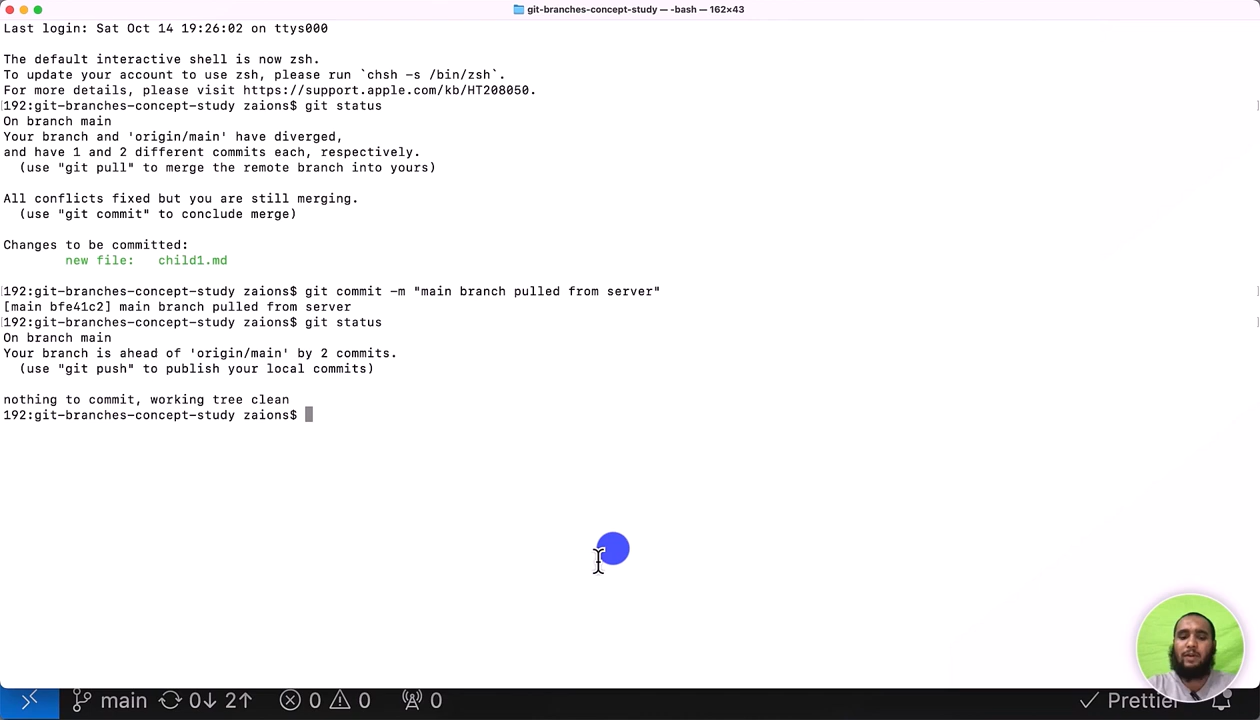 git-branches-concept-study — -bash — 162×43
Last login: Sat Oct 14 19:26:02 on ttys000
The default interactive shell is now zsh.
To update your account to use zsh, please run `chsh -s /bin/zsh`.
For more details, please visit https://support.apple.com/kb/HT208050.
192:git-branches-concept-study zaions$ git status
On branch main
Your branch and 'origin/main' have diverged,
and have 1 and 2 different commits each, respectively.
(use "git pull" to merge the remote branch into yours)
All conflicts fixed but you are still merging.
(use "git commit" to conclude merge)
Changes to be committed:
new file: child1.md
192:git-branches-concept-study zaions$ git commit -m "main branch pulled from server"
[main bfe41c2] main branch pulled from server
192:git-branches-concept-study zaions$ git status
On branch main
Your branch is ahead of 'origin/main' by 2 commits.
(use "git push" to publish your local commits)
nothing to commit, working tree clean
192:git-branches-concept-study zaions$
main 0↓ 2↑ 0 0 0 Prettier